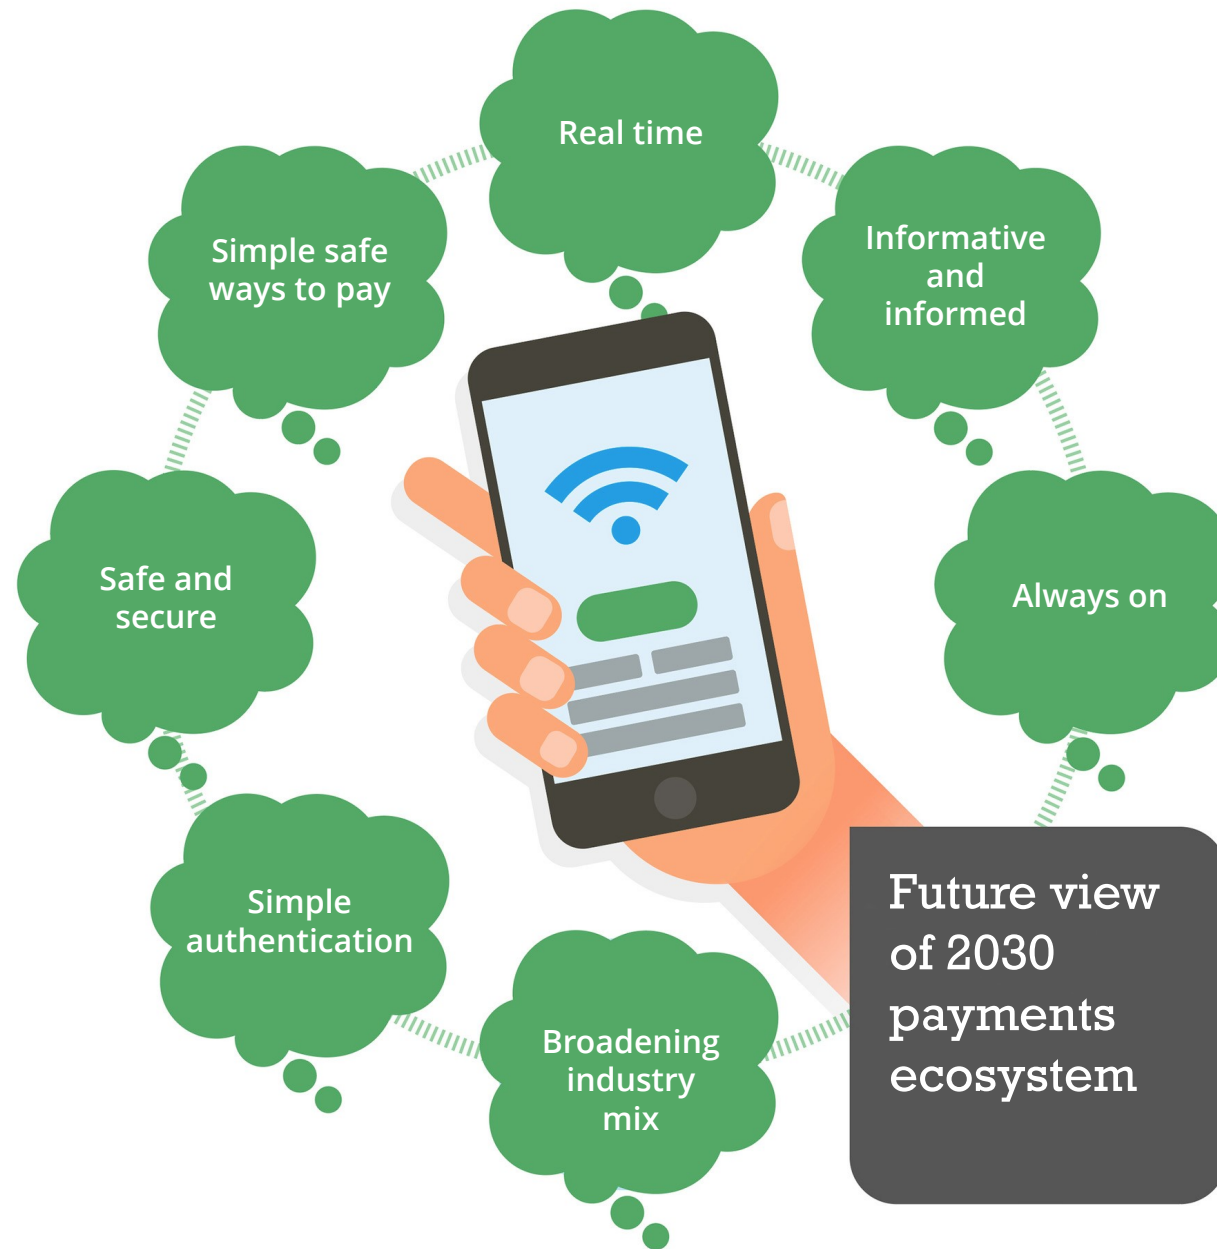 Real time
Simple safe
ways to pay
Informative
and
informed
Safe and
secure
Always on
Simple
authentication
Broadening
industry
mix
Future view
of 2030
payments
ecosystem